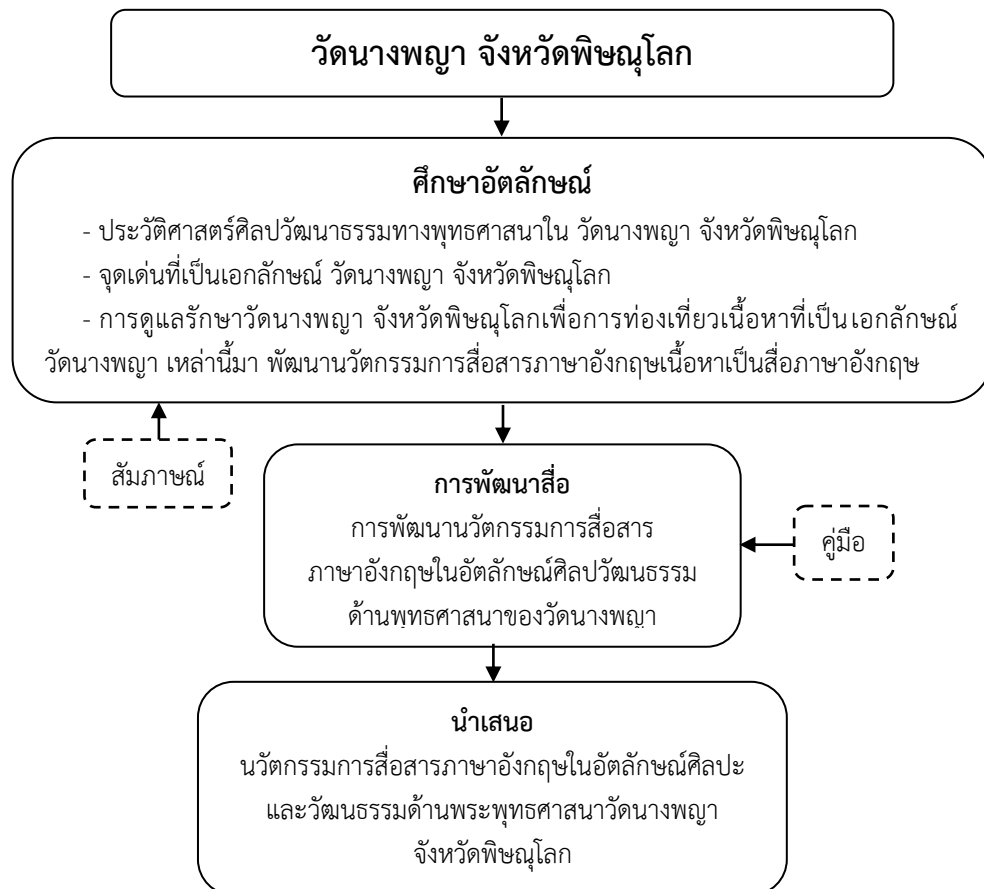 วัดนางพญา จังหวัดพิษณุโลก
ศึกษาอัตลักษณ์
- ประวัติศาสตร์ศิลปวัฒนาธรรมทางพุทธศาสนาใน วัดนางพญา จังหวัดพิษณุโลก
- จุดเด่นที่เป็นเอกลักษณ์ วัดนางพญา จังหวัดพิษณุโลก
- การดูแลรักษาวัดนางพญา จังหวัดพิษณุโลกเพื่อการท่องเที่ยวเนื้อหาที่เป็นเอกลักษณ์
วัดนางพญา เหล่านี้มา พัฒนานวัตกรรมการสื่อสารภาษาอังกฤษเนื้อหาเป็นสื่อภาษาอังกฤษ
สัมภาษณ์
การพัฒนาสื่อ
การพัฒนานวัตกรรมการสื่อสาร
ภาษาอังกฤษในอัตลักษณ์ศิลปวัฒนธรรม
ด้านพุทธศาสนาของวัดนางพญา
คู่มือ
นำเสนอ
นวัตกรรมการสื่อสารภาษาอังกฤษในอัตลักษณ์ศิลปะ
และวัฒนธรรมด้านพระพุทธศาสนาวัดนางพญา
จังหวัดพิษณุโลก